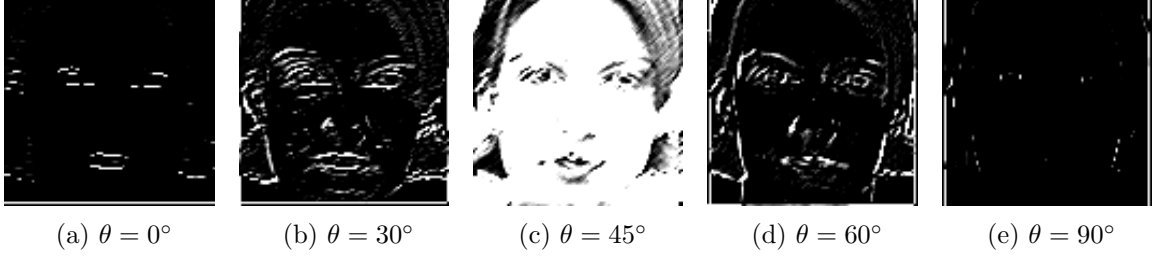 (a) θ = 0°
(b) θ = 30°
(c) θ = 45°
(d) θ = 60°
(e) θ = 90°